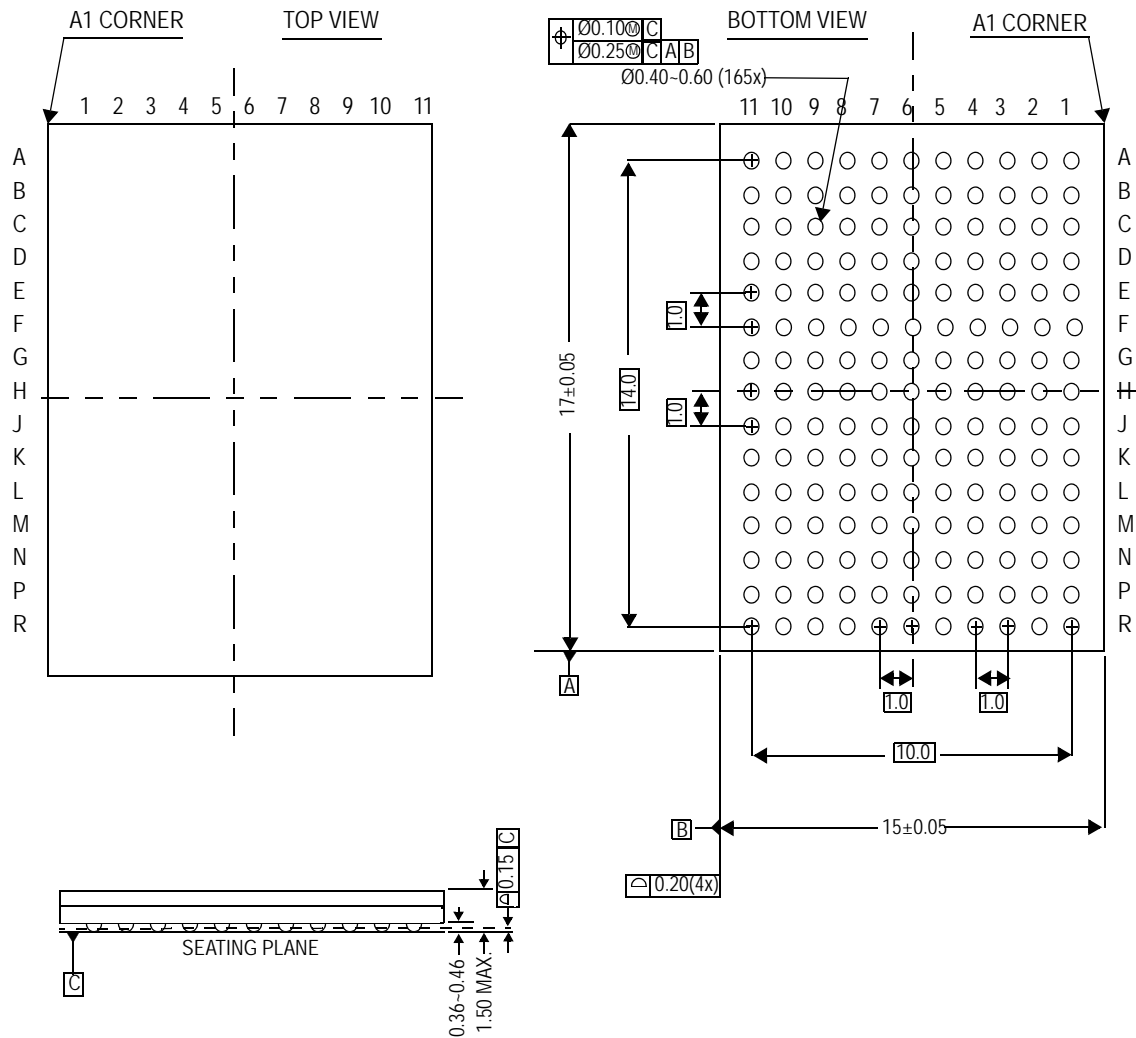 A1 CORNER
TOP VIEW
1 2 3 4 5 6 7 8 9 10 11
A
B
C
D
E
F
G
H
J
K
L
M
N
P
R
Ø0.10Ⓜ C
Ø0.25Ⓜ C A B
BOTTOM VIEW
A1 CORNER
Ø0.40~0.60 (165x)
11 10 9 8 7 6 5 4 3 2 1
A
B
C
D
E
F
G
H
J
K
L
M
N
P
R
17±0.05
14.0
1.0
1.0
A
1.0
1.0
10.0
B
15±0.05
0.20(4x)
0.15 C
SEATING PLANE
C
0.36~0.46
1.50 MAX.